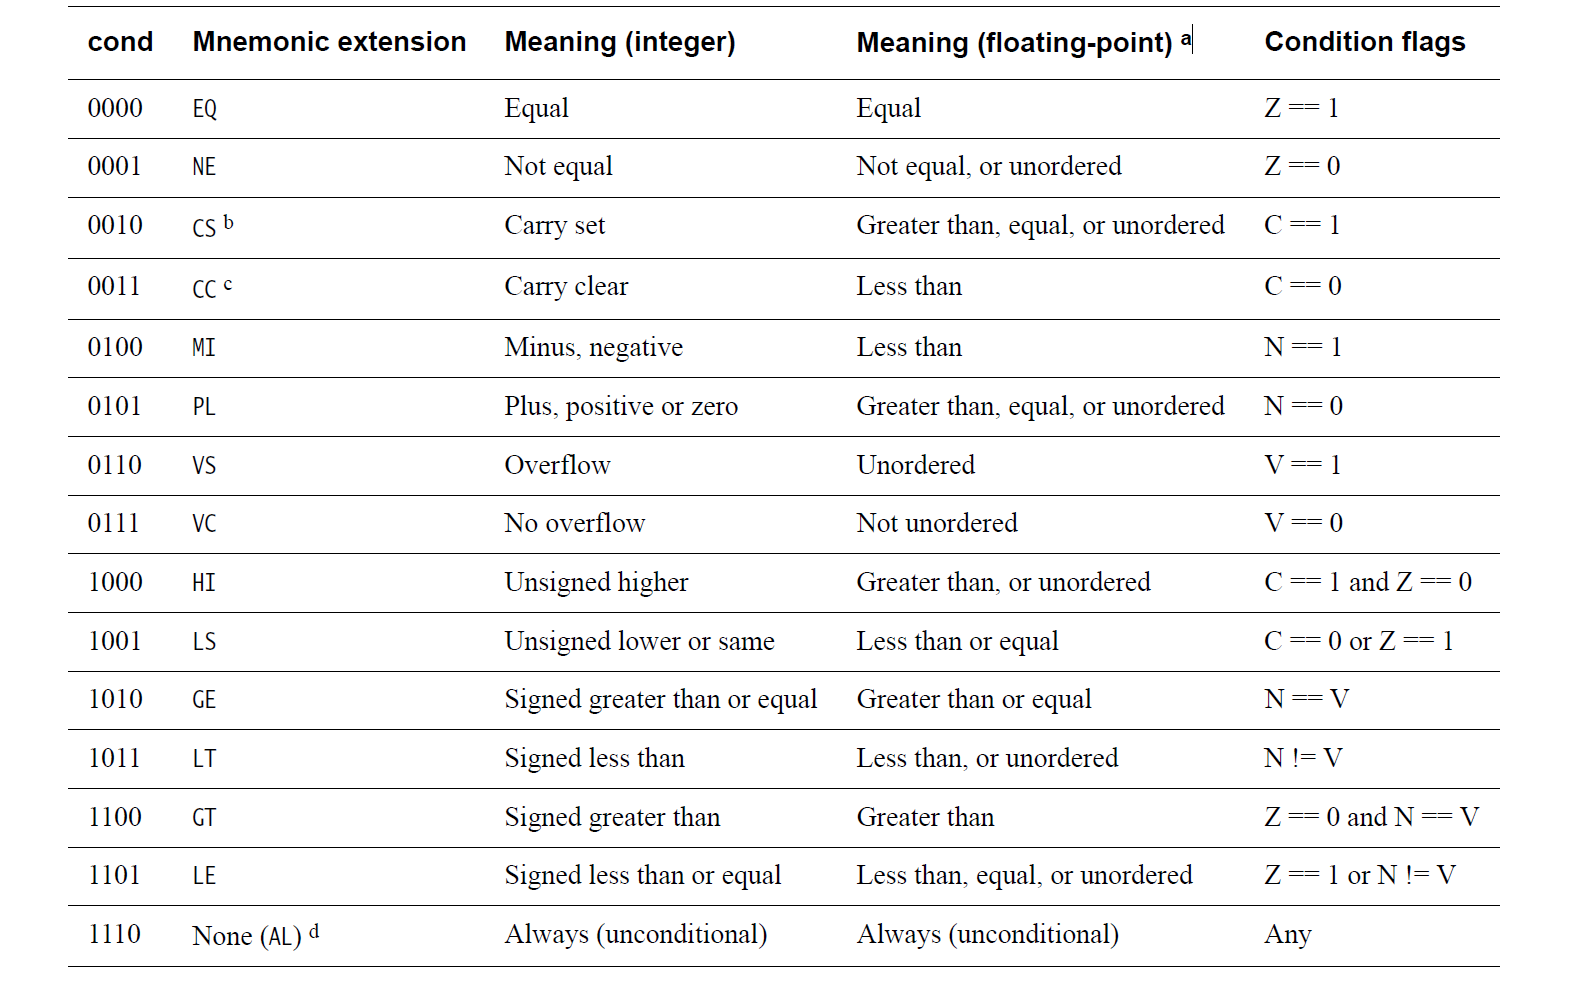 cond Mnemonic extension Meaning (integer) Meaning (floating-point) a Condition flags
0000 EQ Equal Equal Z == 1
0001 NE Not equal Not equal, or unordered Z == 0
0010 CS b Carry set Greater than, equal, or unordered C == 1
0011 CC c Carry clear Less than C == 0
0100 MI Minus, negative Less than N == 1
0101 PL Plus, positive or zero Greater than, equal, or unordered N == 0
0110 VS Overflow Unordered V == 1
0111 VC No overflow Not unordered V == 0
1000 HI Unsigned higher Greater than, or unordered C == 1 and Z == 0
1001 LS Unsigned lower or same Less than or equal C == 0 or Z == 1
1010 GE Signed greater than or equal Greater than or equal N == V
1011 LT Signed less than Less than, or unordered N != V
1100 GT Signed greater than Greater than Z == 0 and N == V
1101 LE Signed less than or equal Less than, equal, or unordered Z == 1 or N != V
1110 None (AL) d Always (unconditional) Always (unconditional) Any